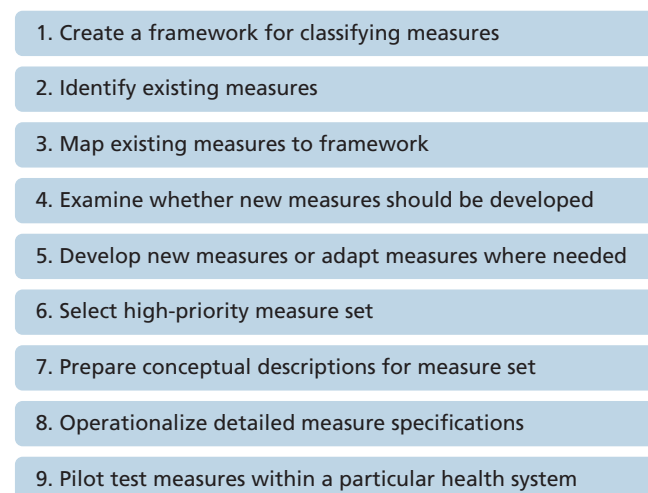 1. Create a framework for classifying measures
2. Identify existing measures
3. Map existing measures to framework
4. Examine whether new measures should be developed
5. Develop new measures or adapt measures where needed
6. Select high-priority measure set
7. Prepare conceptual descriptions for measure set
8. Operationalize detailed measure specifications
9. Pilot test measures within a particular health system